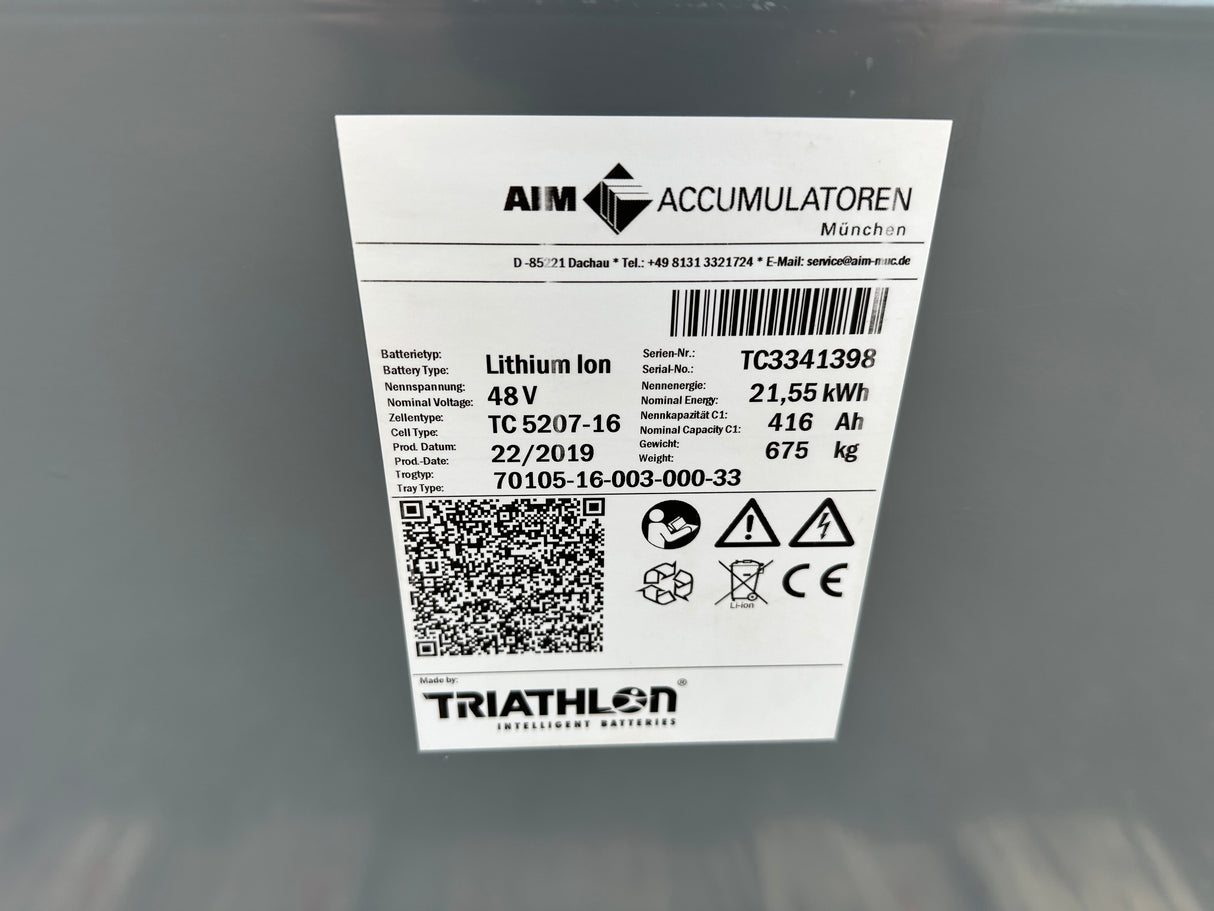 AIM ACCUMULATOREN
München
D-85221 Dachau * Tel.: +49 8131 3321724 * E-Mail: service@aim-muc.de
Batterietyp:
Battery Type:
Lithium Ion
Serien-Nr.:
Serial-No.:
TC3341398
Nennspannung:
Nominal Voltage:
48 V
Nennenergie:
Nominal Energy:
21,55 kWh
Zellentype:
Cell Type:
TC 5207-16
Nennkapazität C1:
Nominal Capacity C1:
416 Ah
Prod. Datum:
Prod.-Date:
22/2019
Gewicht:
Weight:
675 kg
Trogtyp:
Tray Type:
70105-16-003-000-33
Li-ion
CE
Made by:
TRIATHLON®
INTELLIGENT BATTERIES